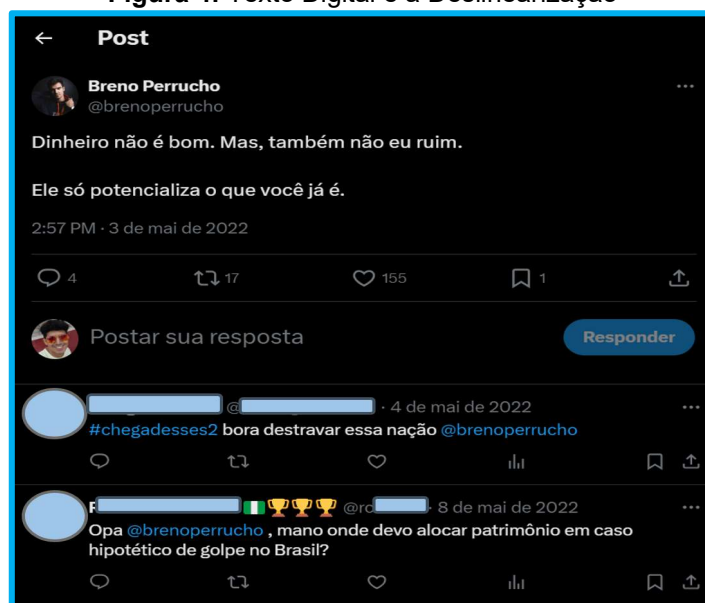 Figura 4: Texto Digital e a Deslinearização
← Post
Breno Perrucho
@brenoperrucho
Dinheiro não é bom. Mas, também não eu ruim.
Ele só potencializa o que você já é.
2:57 PM · 3 de mai de 2022
4 17 155 1
Postar sua resposta Responder
@ · 4 de mai de 2022
#chegadesses2 bora destravar essa nação @brenoperrucho
@ro · 8 de mai de 2022
Opa @brenoperrucho , mano onde devo alocar patrimônio em caso
hipotético de golpe no Brasil?